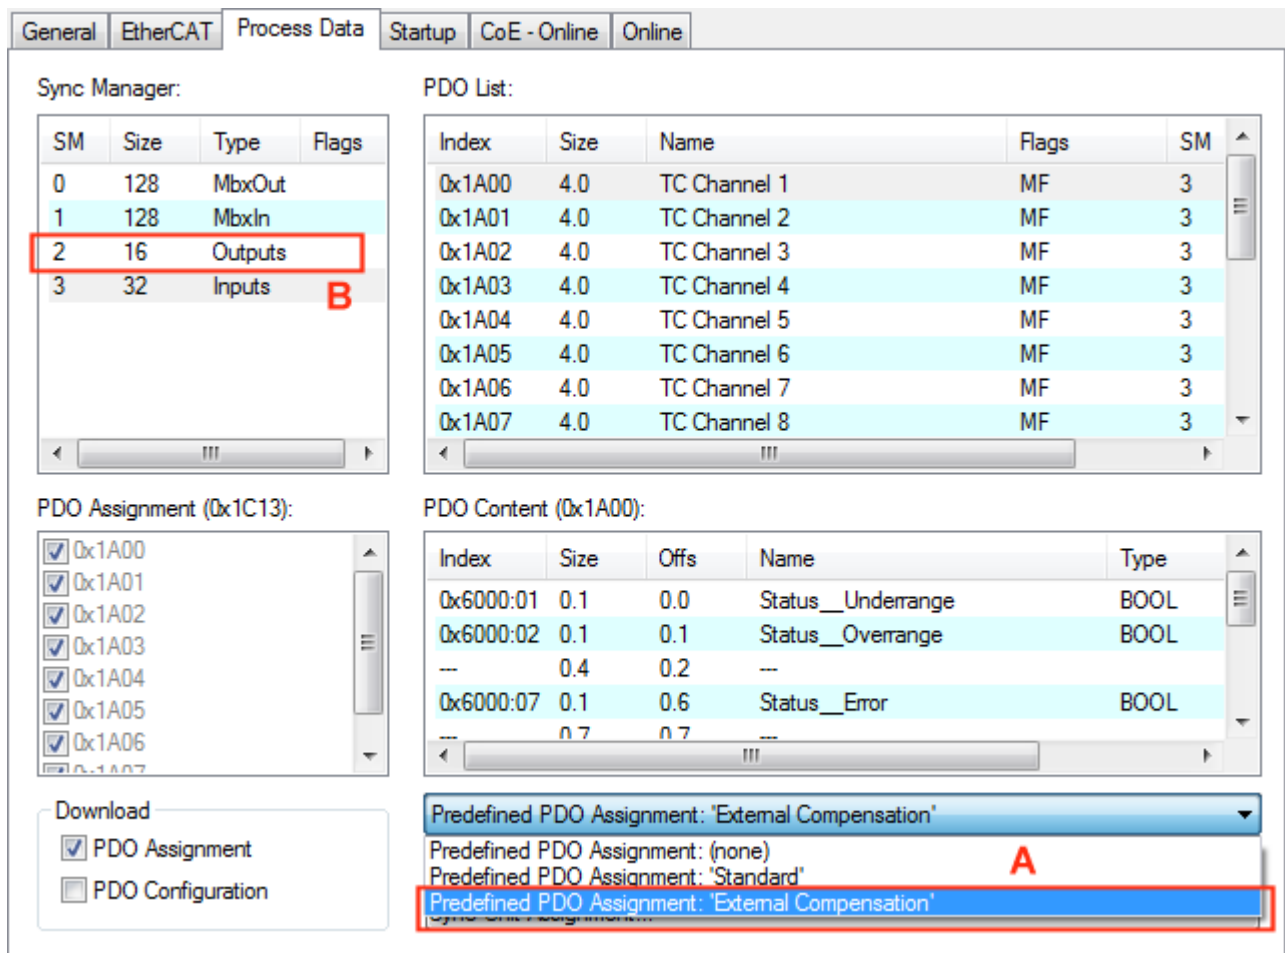 General EtherCAT Process Data Startup CoE - Online Online
Sync Manager:
SM Size Type Flags
0 128 MbxOut
1 128 MbxIn
2 16 Outputs
3 32 Inputs
B
PDO List:
Index Size Name Flags SM
0x1A00 4.0 TC Channel 1 MF 3
0x1A01 4.0 TC Channel 2 MF 3
0x1A02 4.0 TC Channel 3 MF 3
0x1A03 4.0 TC Channel 4 MF 3
0x1A04 4.0 TC Channel 5 MF 3
0x1A05 4.0 TC Channel 6 MF 3
0x1A06 4.0 TC Channel 7 MF 3
0x1A07 4.0 TC Channel 8 MF 3
PDO Assignment (0x1C13):
0x1A00
0x1A01
0x1A02
0x1A03
0x1A04
0x1A05
0x1A06
0x1A07
PDO Content (0x1A00):
Index Size Offs Name Type
0x6000:01 0.1 0.0 Status__Underrange BOOL
0x6000:02 0.1 0.1 Status__Overrange BOOL
--- 0.4 0.2 ---
0x6000:07 0.1 0.6 Status__Error BOOL
--- 0.7 0.7 ---
Download
PDO Assignment
PDO Configuration
Predefined PDO Assignment: 'External Compensation'
Predefined PDO Assignment: (none)
A
Predefined PDO Assignment: 'Standard'
Predefined PDO Assignment: 'External Compensation'
Sync Unit Assignment...